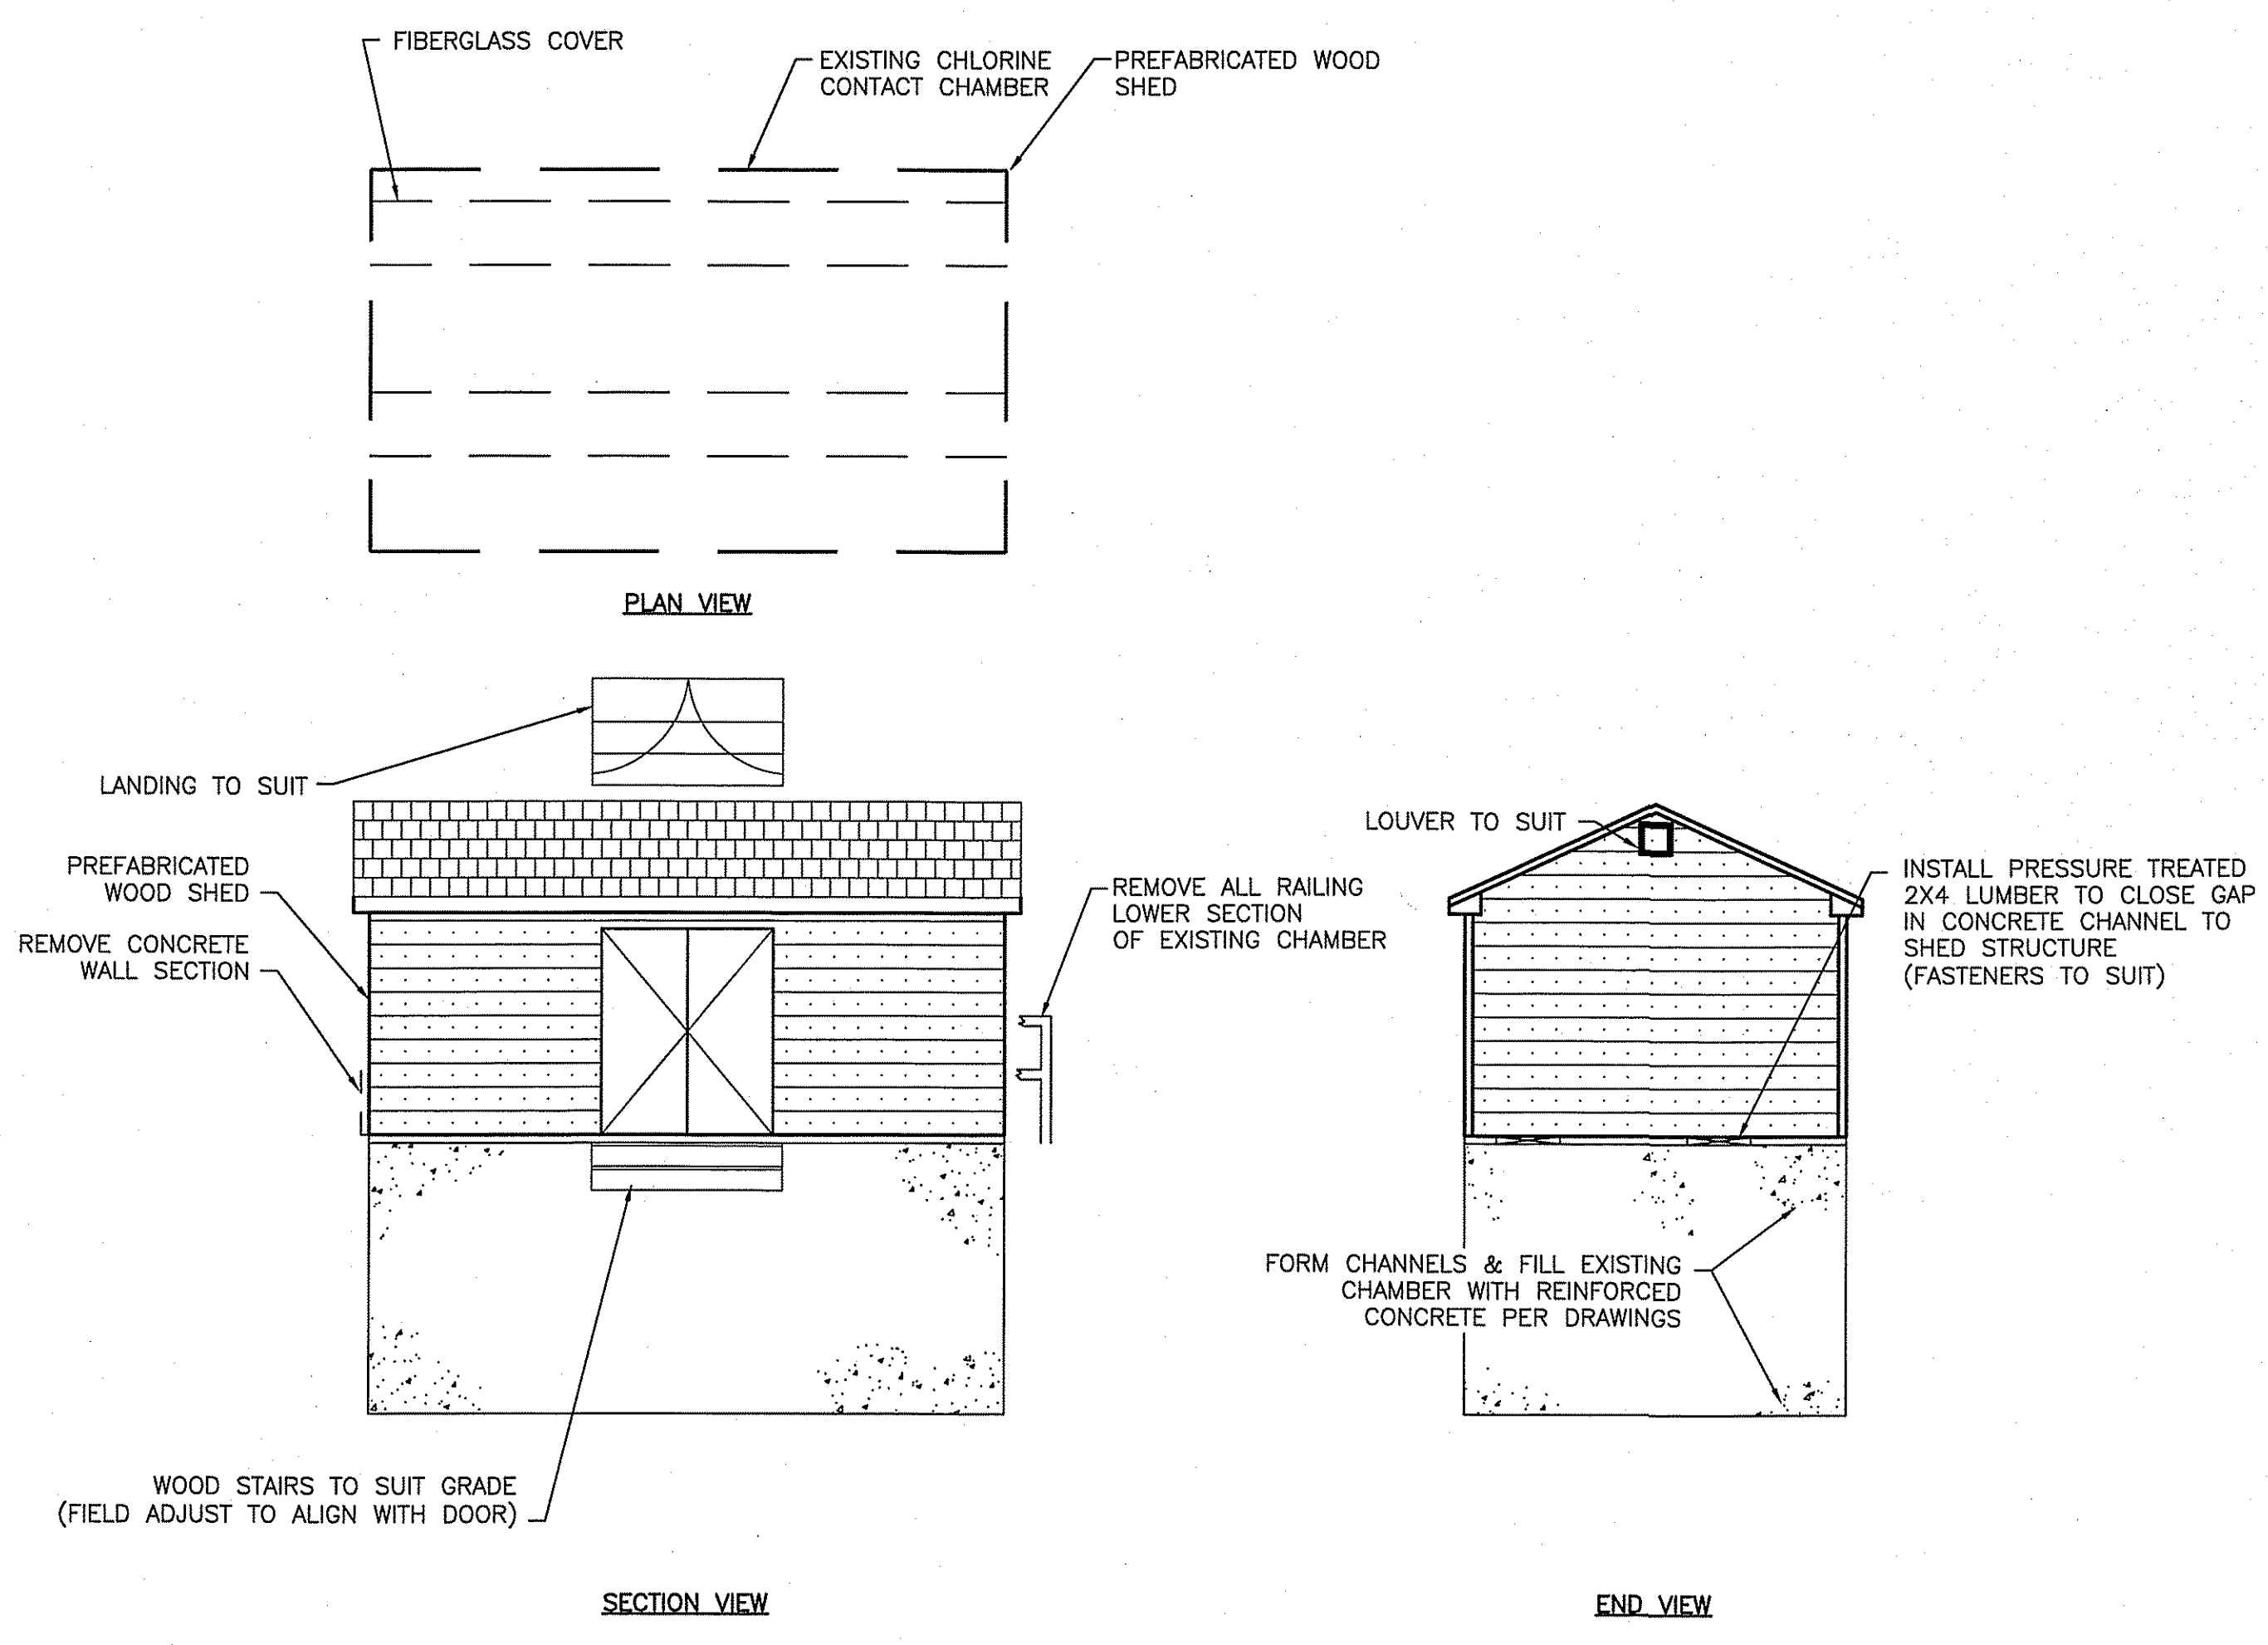 FIBERGLASS COVER
EXISTING CHLORINE
CONTACT CHAMBER
PREFABRICATED WOOD
SHED
PLAN VIEW
LANDING TO SUIT
PREFABRICATED
WOOD SHED
REMOVE CONCRETE
WALL SECTION
REMOVE ALL RAILING
LOWER SECTION
OF EXISTING CHAMBER
WOOD STAIRS TO SUIT GRADE
(FIELD ADJUST TO ALIGN WITH DOOR)
SECTION VIEW
LOUVER TO SUIT
INSTALL PRESSURE TREATED
2X4 LUMBER TO CLOSE GAP
IN CONCRETE CHANNEL TO
SHED STRUCTURE
(FASTENERS TO SUIT)
FORM CHANNELS & FILL EXISTING
CHAMBER WITH REINFORCED
CONCRETE PER DRAWINGS
END VIEW